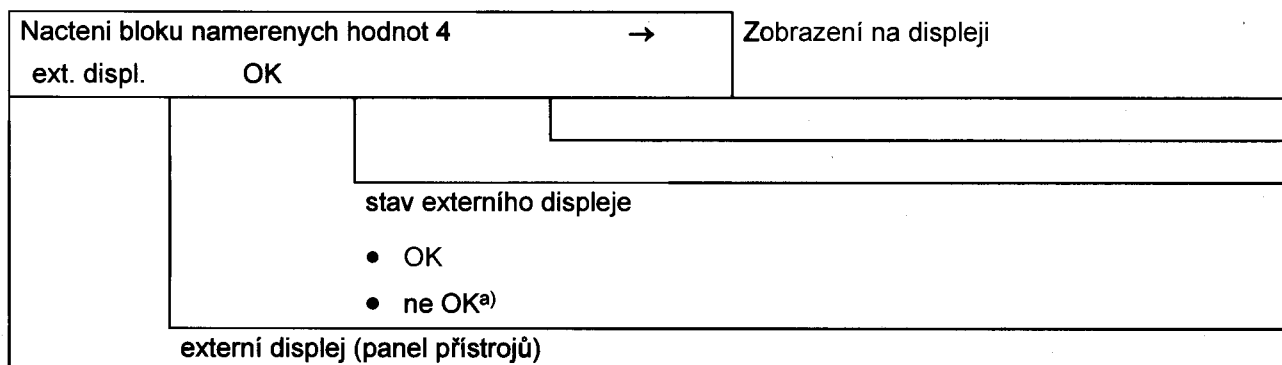 Nacteni bloku namerenych hodnot 4 → Zobrazení na displeji
ext. displ. OK
stav externího displeje
• OK
• ne OKa)
externí displej (panel přístrojů)